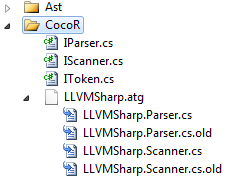 Ast
CocoR
IParser.cs
IScanner.cs
IToken.cs
LLVMSharp.atg
LLVMSharp.Parser.cs
LLVMSharp.Parser.cs.old
LLVMSharp.Scanner.cs
LLVMSharp.Scanner.cs.old